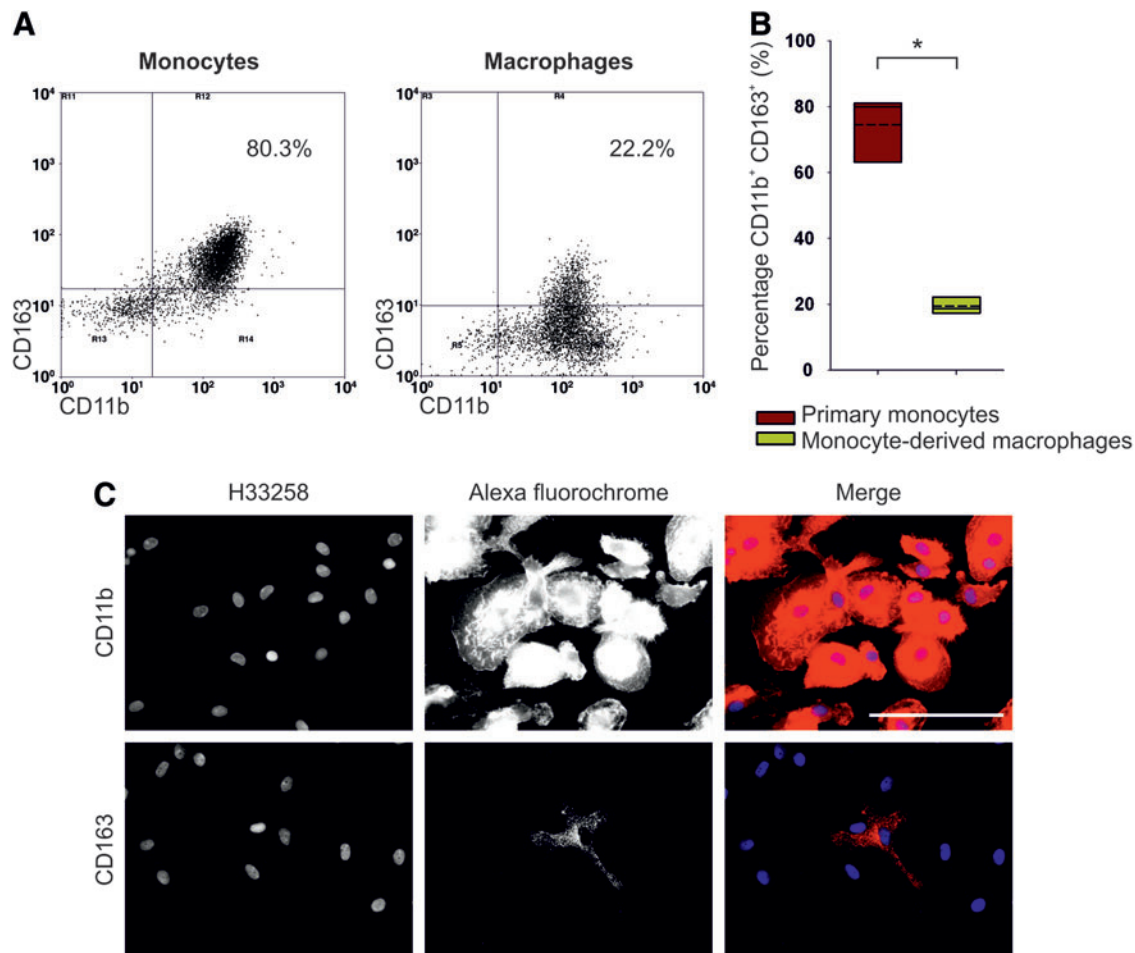 A
Monocytes
10⁴
10³
10²
10¹
10⁰
R11
R12
80.3%
R13
R14
CD163
10⁰ 10¹ 10² 10³ 10⁴
CD11b
Macrophages
10⁴
10³
10²
10¹
10⁰
R3
R4
22.2%
R5
CD163
10⁰ 10¹ 10² 10³ 10⁴
CD11b
B
Percentage CD11b⁺ CD163⁺ (%)
100
80
60
40
20
0
*
Primary monocytes
Monocyte-derived macrophages
C
H33258
Alexa fluorochrome
Merge
CD11b
CD163